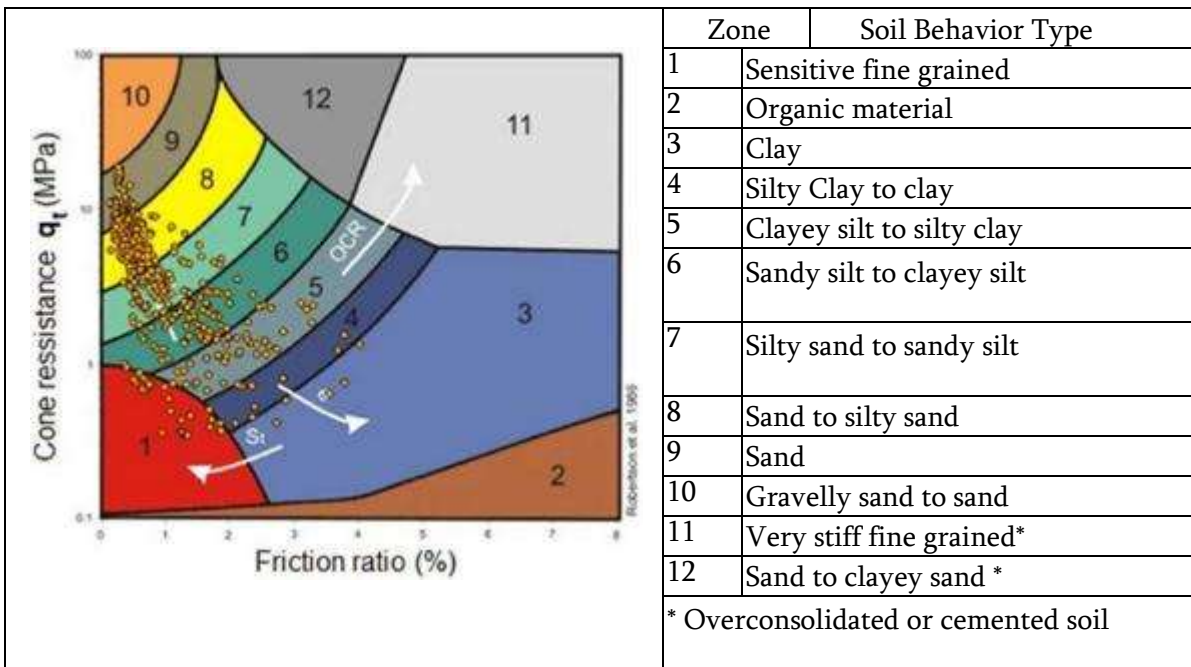 100
10
1
0.1
Cone ressistance qt (MPa)
10
9
8
7
6
5
4
3
2
1
12
11
OCR
e
St
0 1 2 3 4 5 6 7 8
Friction ratio (%)
Robertson et al. 1986
Zone Soil Behavior Type
1 Sensitive fine grained
2 Organic material
3 Clay
4 Silty Clay to clay
5 Clayey silt to silty clay
6 Sandy silt to clayey silt
7 Silty sand to sandy silt
8 Sand to silty sand
9 Sand
10 Gravelly sand to sand
11 Very stiff fine grained*
12 Sand to clayey sand *
* Overconsolidated or cemented soil